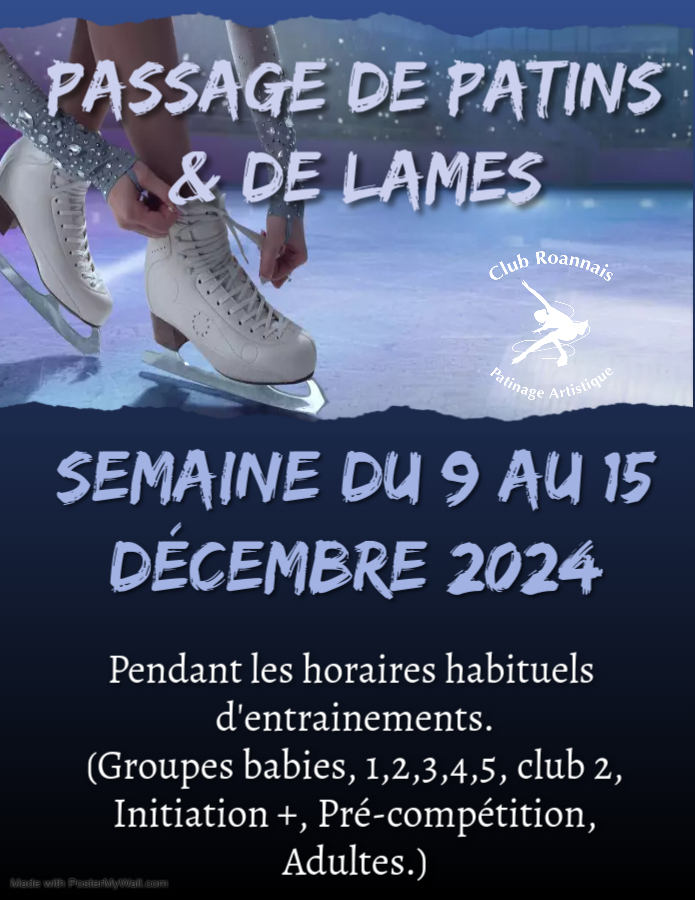 PASSAGE DE PATINS
& DE LAMES
Club Roannais
Patinage Artistique
SEMAINE DU 9 AU 15
DÉCEMBRE 2024
Pendant les horaires habituels
d'entrainements.
(Groupes babies, 1,2,3,4,5, club 2,
Initiation +, Pré-compétition,
Adultes.)
Made with PosterMyWall.com